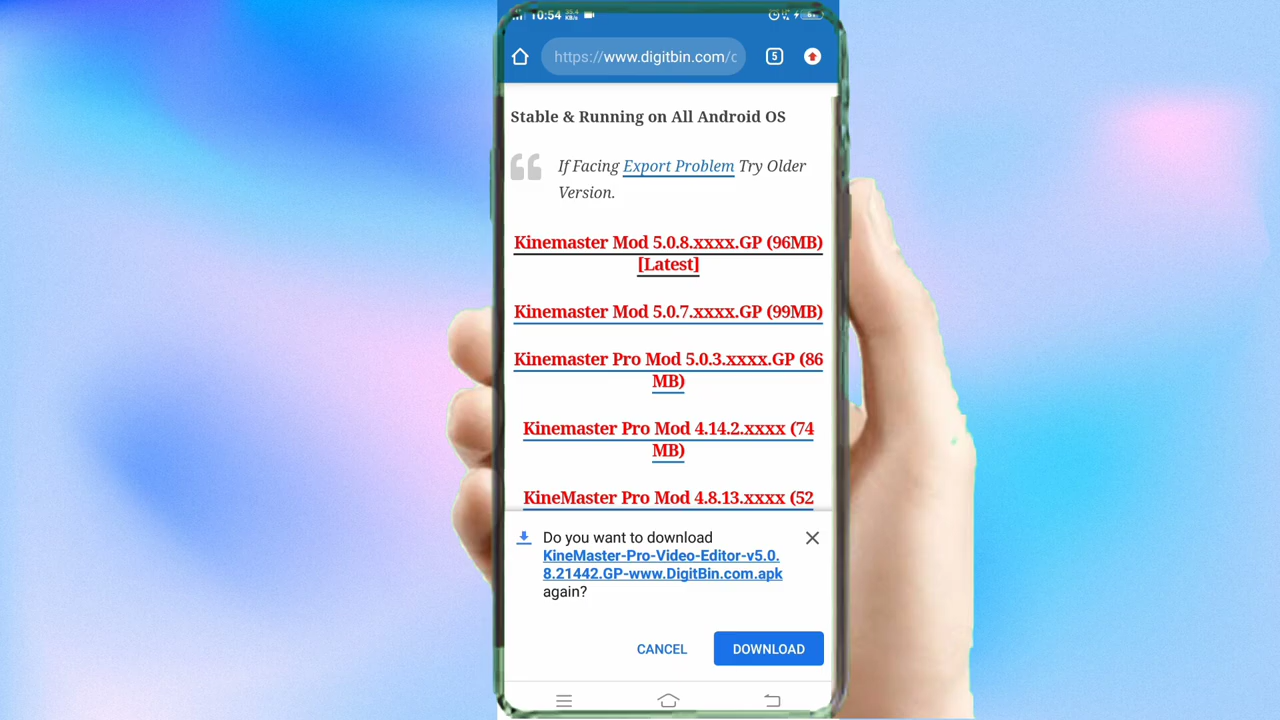 10:54
https://www.digitbin.com/
5
Stable & Running on All Android OS
If Facing Export Problem Try Older
Version.
Kinemaster Mod 5.0.8.xxxx.GP (96MB)
[Latest]
Kinemaster Mod 5.0.7.xxxx.GP (99MB)
Kinemaster Pro Mod 5.0.3.xxxx.GP (86
MB)
Kinemaster Pro Mod 4.14.2.xxxx (74
MB)
KineMaster Pro Mod 4.8.13.xxxx (52
Do you want to download
KineMaster-Pro-Video-Editor-v5.0.
8.21442.GP-www.DigitBin.com.apk
again?
CANCEL
DOWNLOAD